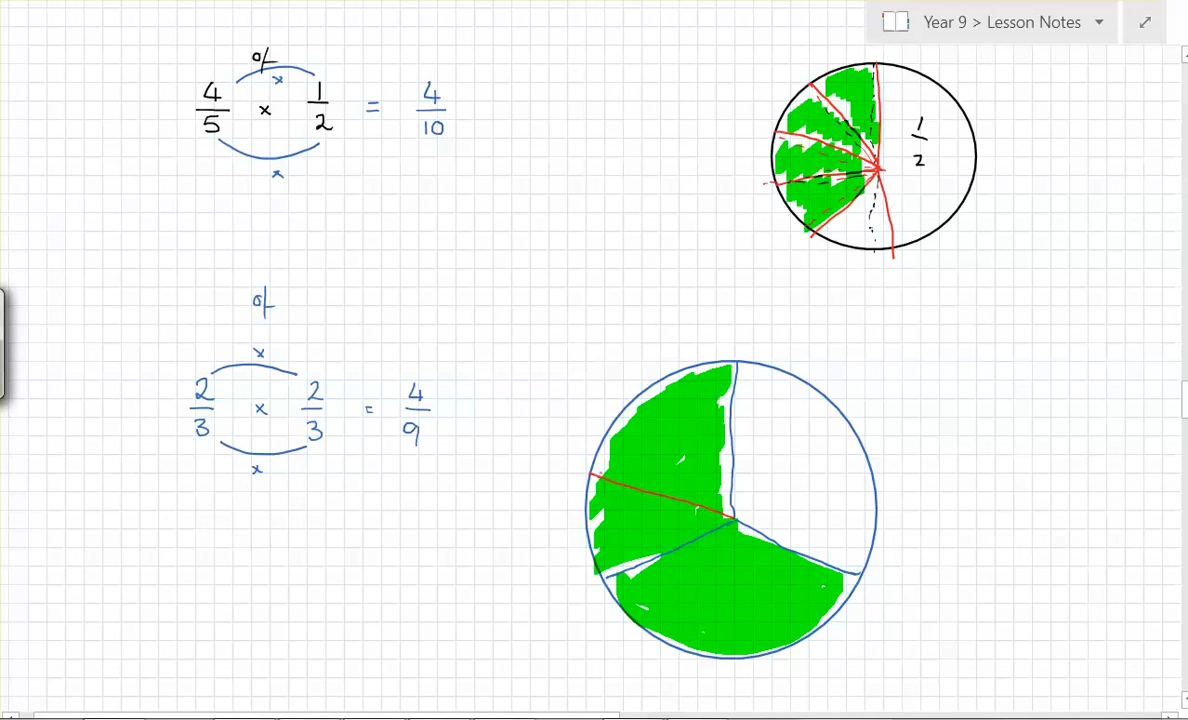 Year 9 > Lesson Notes
of
×
4/5 × 1/2 = 4/10
×
1/2
of
×
2/3 × 2/3 = 4/9
×